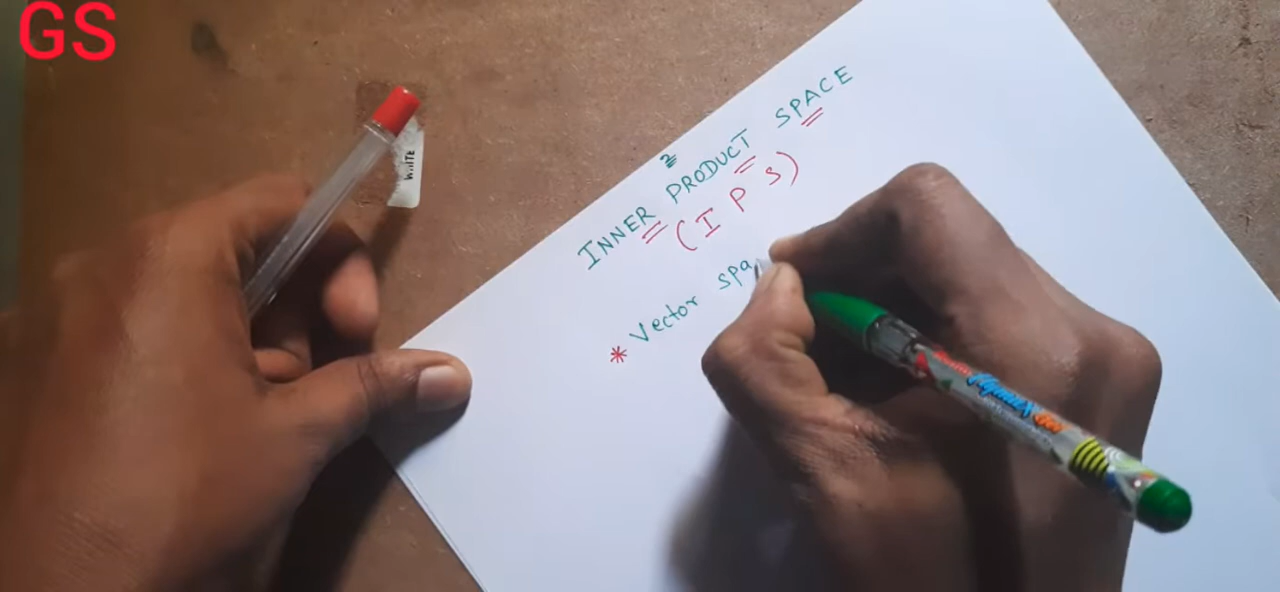 GS
WHITE
INNER PRODUCT SPACE
(I P S)
* Vector spa